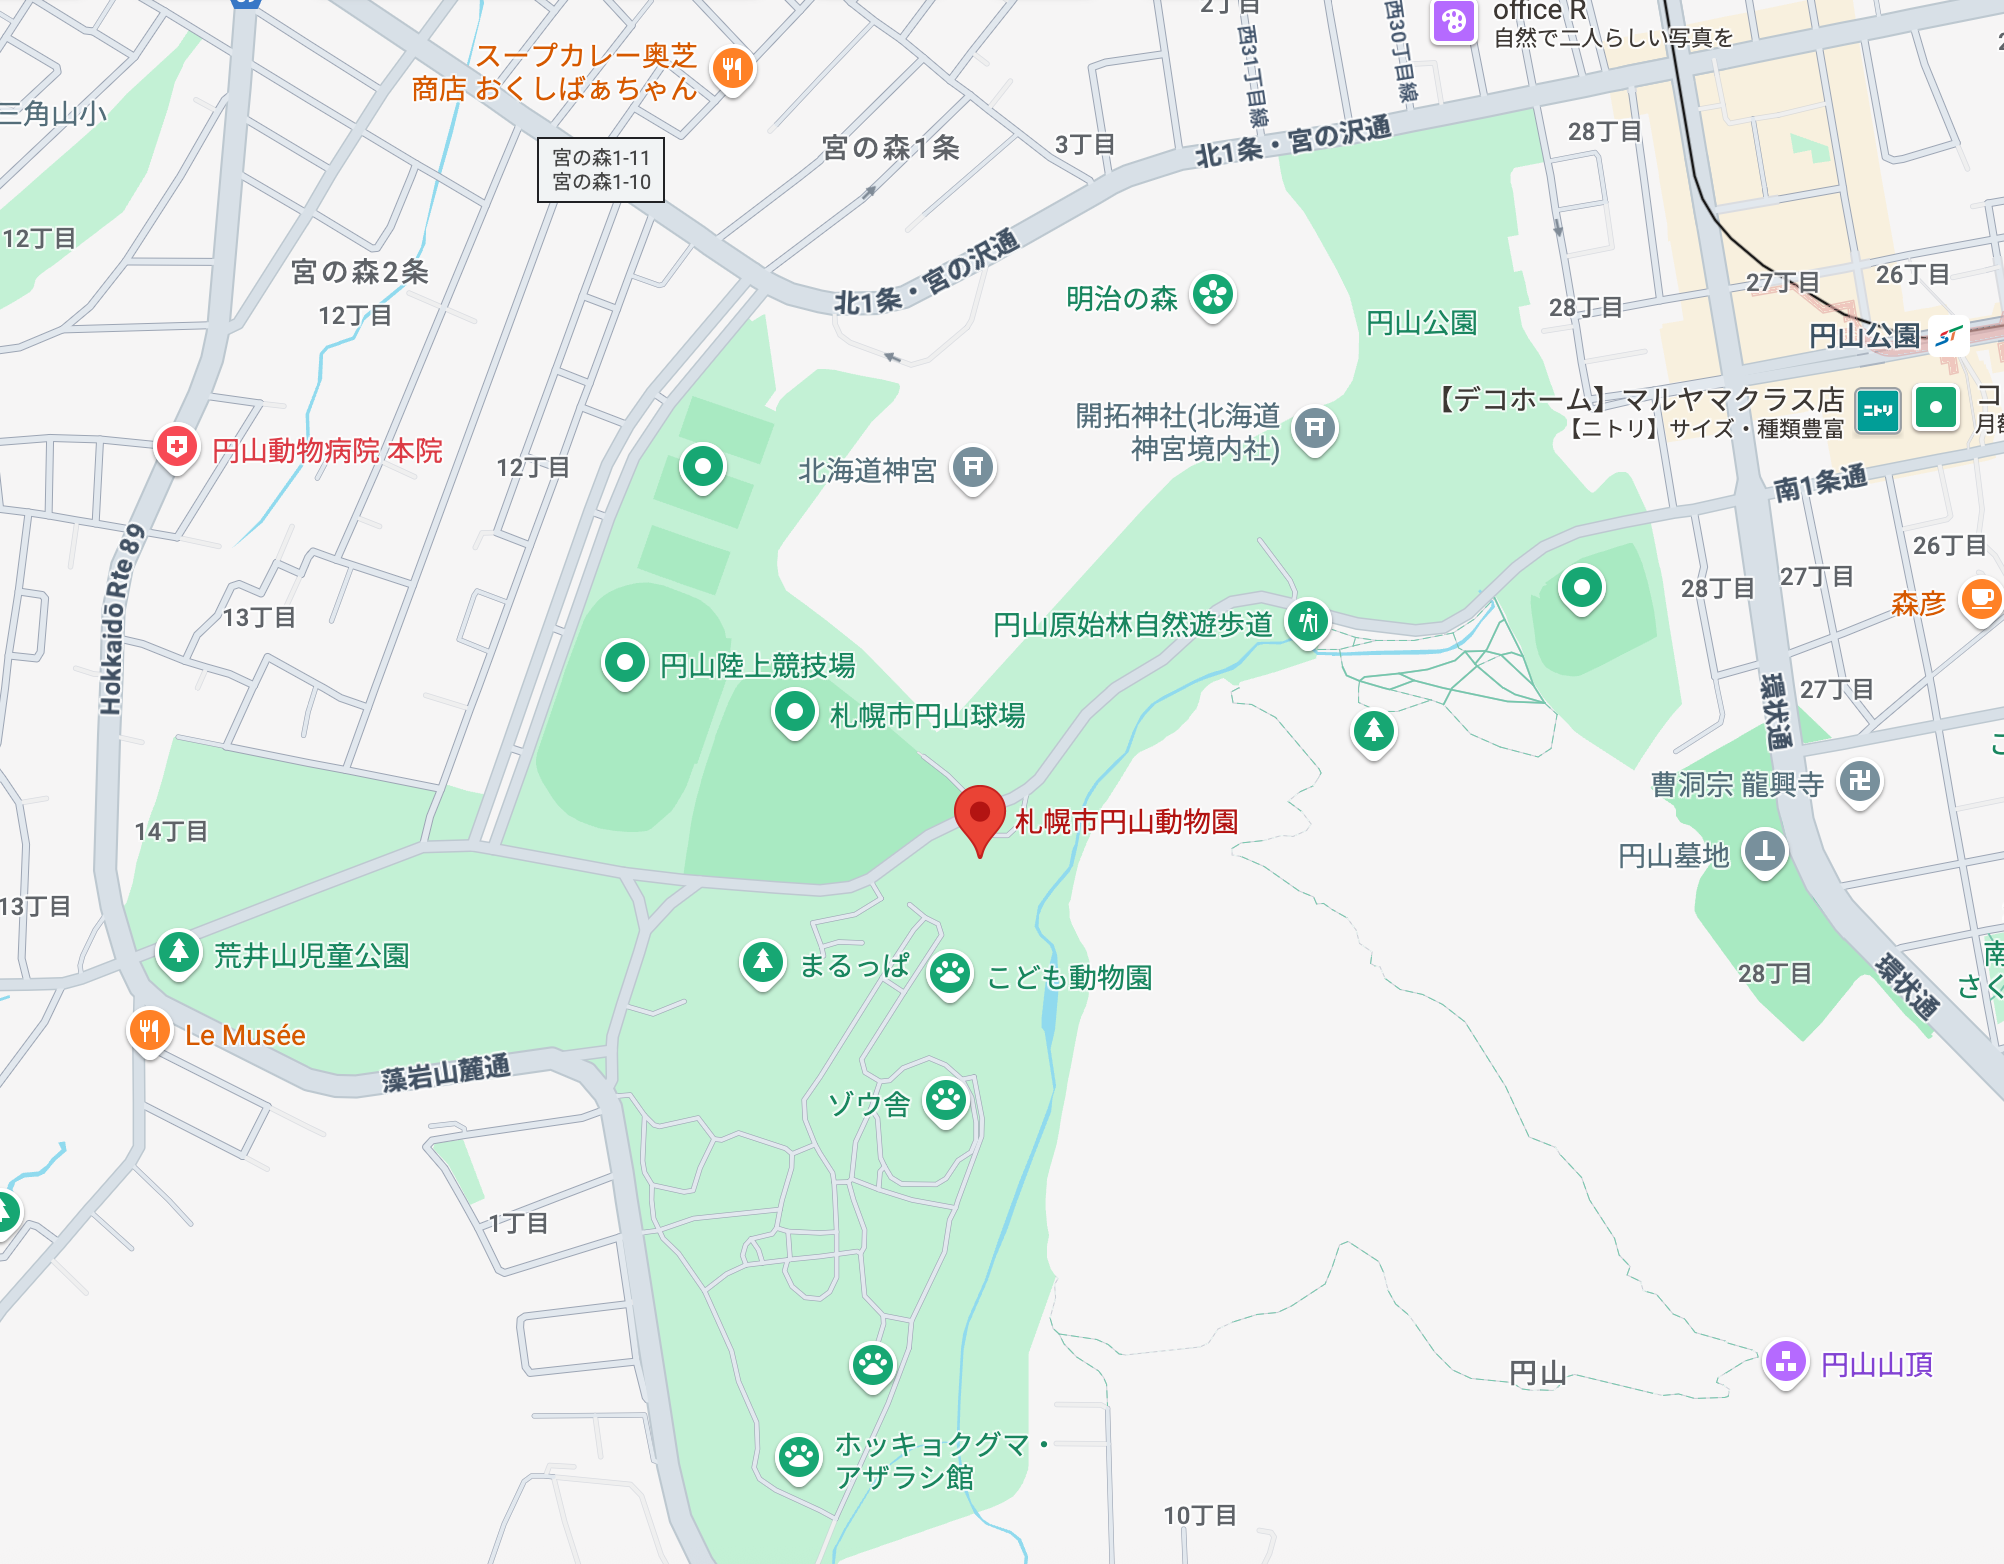 2丁目
西31丁目線
西30丁目線
office R
自然で二人らしい写真を
スープカレー奥芝
商店 おくしばぁちゃん
三角山小
宮の森1-11
宮の森1-10
宮の森1条
3丁目
北1条・宮の沢通
28丁目
12丁目
宮の森2条
12丁目
北1条・宮の沢通
明治の森
円山公園
28丁目
27丁目
26丁目
円山公園
【デコホーム】マルヤマクラス店
【ニトリ】サイズ・種類豊富
ニトリ
コ
月額
円山動物病院 本院
12丁目
北海道神宮
開拓神社(北海道
神宮境内社)
南1条通
26丁目
Hokkaidō Rte 89
13丁目
円山原始林自然遊歩道
28丁目
27丁目
森彦
円山陸上競技場
札幌市円山球場
環状通
27丁目
こ
曹洞宗 龍興寺
14丁目
札幌市円山動物園
円山墓地
13丁目
荒井山児童公園
まるっぱ
こども動物園
28丁目
環状通
南
さく
Le Musée
藻岩山麓通
ゾウ舎
1丁目
円山
円山山頂
ホッキョクグマ・
アザラシ館
10丁目